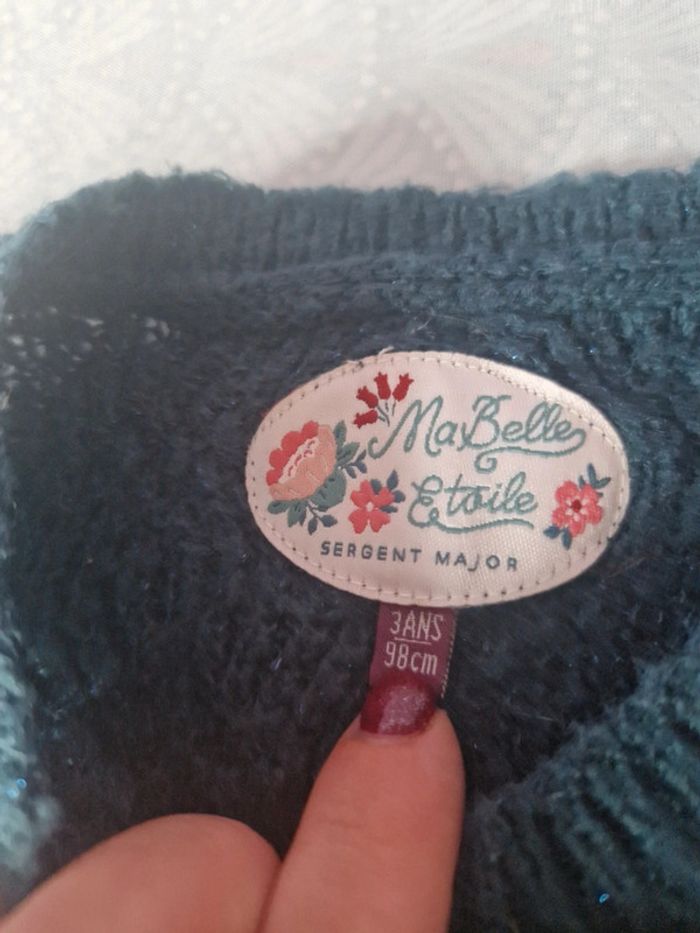 Ma Belle
Etoile
SERGENT MAJOR
3ANS
98cm